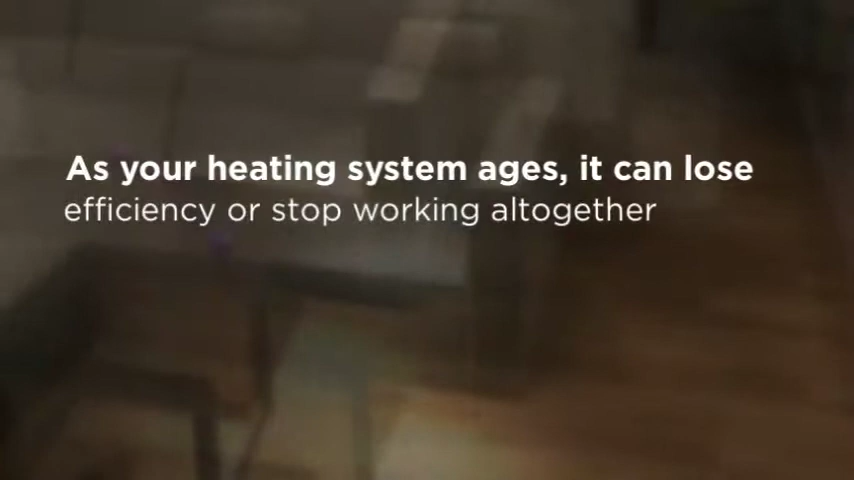 As your heating system ages, it can lose
efficiency or stop working altogether